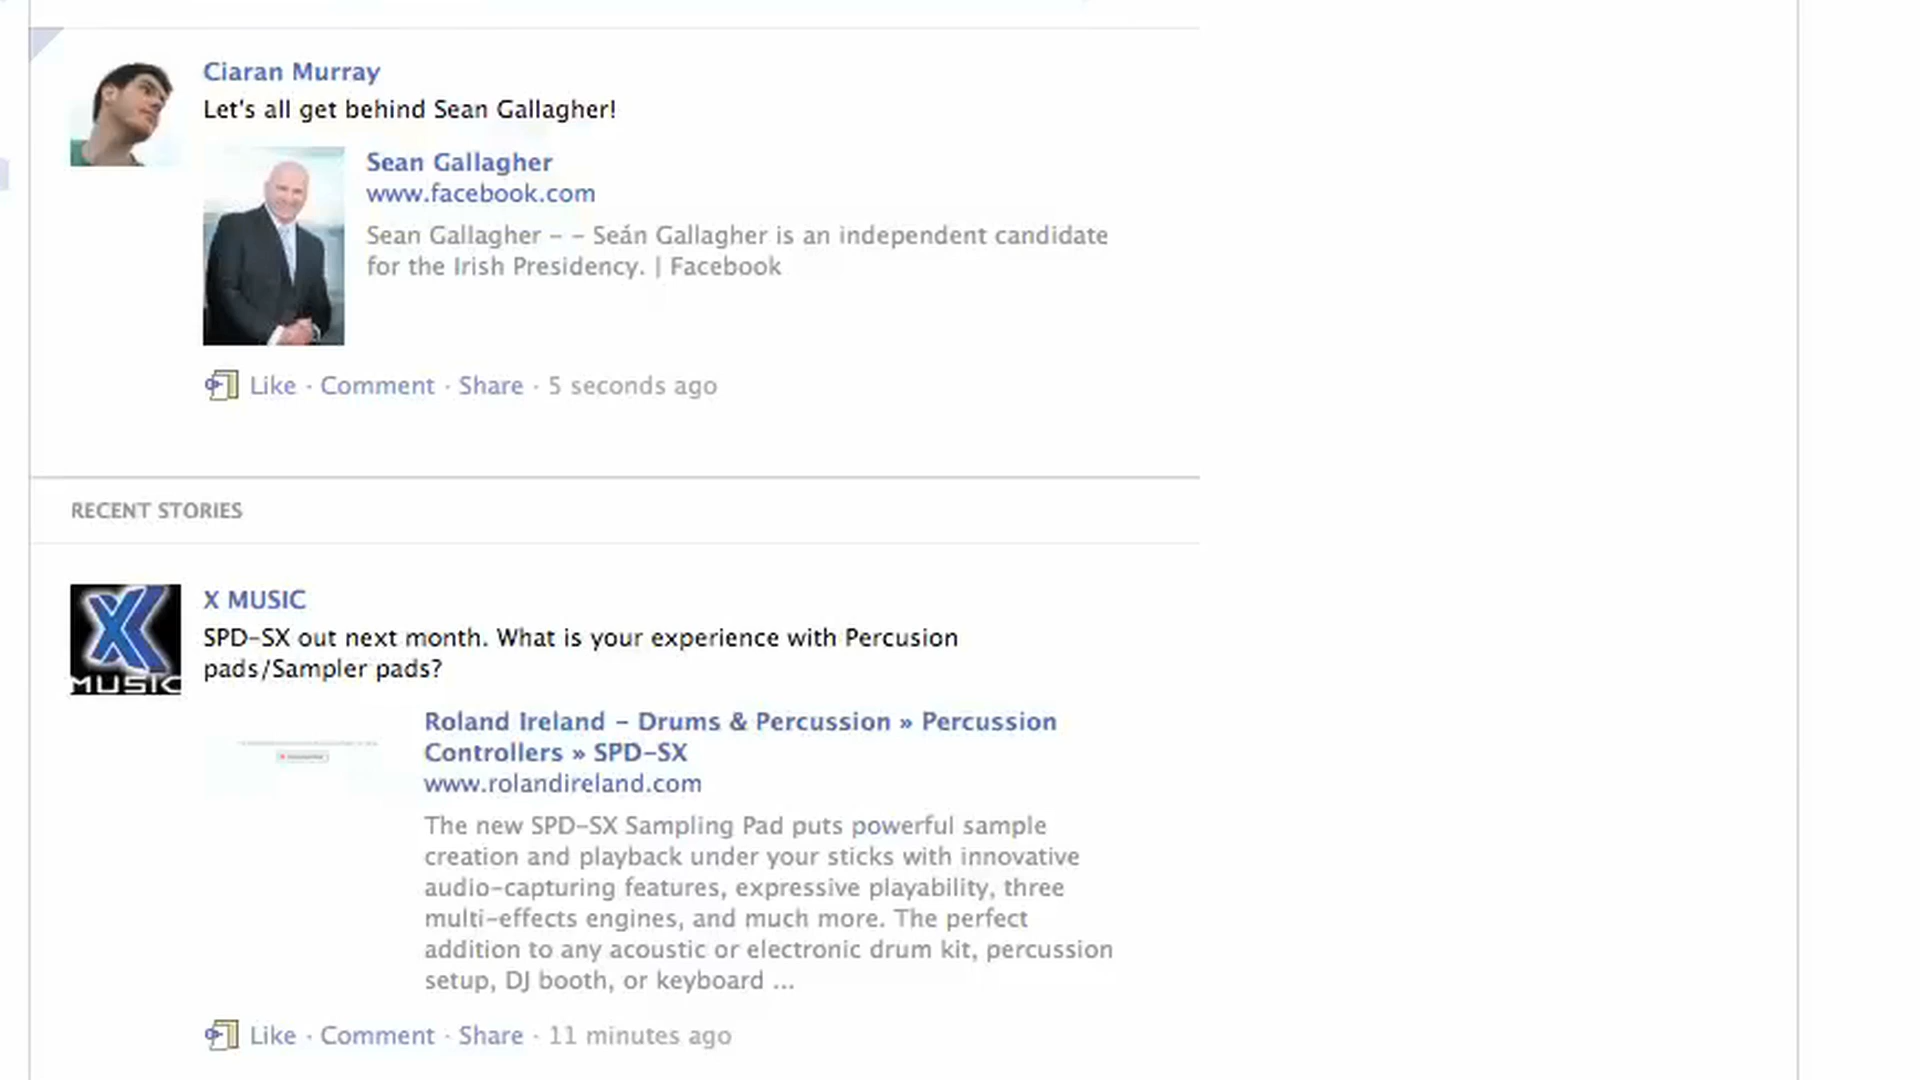 Ciaran Murray
Let's all get behind Sean Gallagher!
Sean Gallagher
www.facebook.com
Sean Gallagher - - Seán Gallagher is an independent candidate
for the Irish Presidency. | Facebook
Like · Comment · Share · 5 seconds ago
RECENT STORIES
X MUSIC
MUSIC
SPD-SX out next month. What is your experience with Percusion
pads/Sampler pads?
Roland Ireland - Drums & Percussion » Percussion
Controllers » SPD-SX
www.rolandireland.com
The new SPD-SX Sampling Pad puts powerful sample
creation and playback under your sticks with innovative
audio-capturing features, expressive playability, three
multi-effects engines, and much more. The perfect
addition to any acoustic or electronic drum kit, percussion
setup, DJ booth, or keyboard ...
Like · Comment · Share · 11 minutes ago